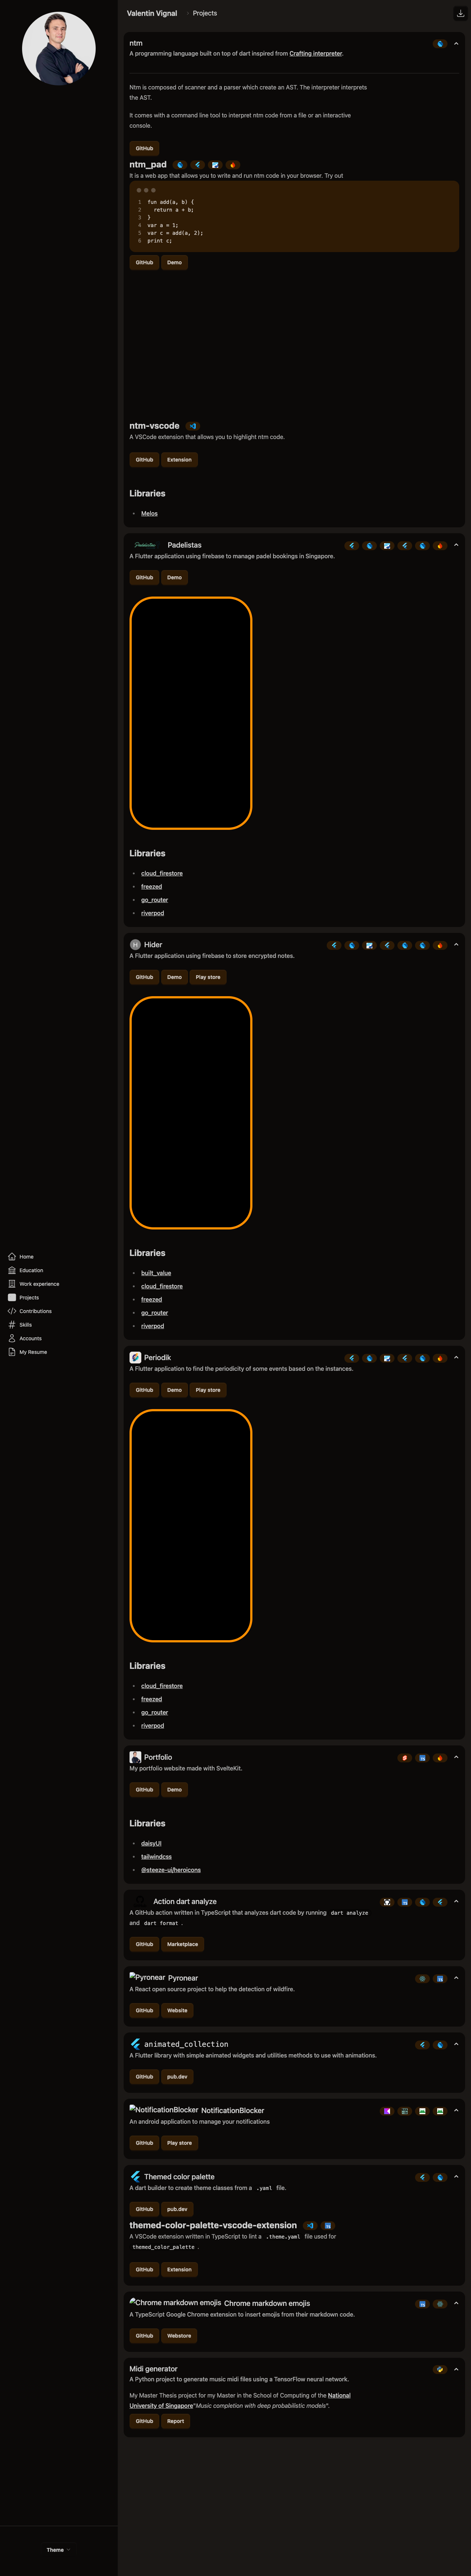 Valentin Vignal
Projects
Home
Education
Work experience
Projects
Contributions
Skills
Accounts
My Resume
Theme
ntm
A programming language built on top of dart inspired from Crafting interpreter.
Ntm is composed of scanner and a parser which create an AST. The interpreter interprets
the AST.
It comes with a command line tool to interpret ntm code from a file or an interactive
console.
GitHub
ntm_pad
It is a web app that allows you to write and run ntm code in your browser. Try out
1 fun add(a, b) {
2 return a + b;
3 }
4 var a = 1;
5 var c = add(a, 2);
6 print c;
GitHub Demo
ntm-vscode
A VSCode extension that allows you to highlight ntm code.
GitHub Extension
Libraries
Melos
Padelistas
A Flutter application using firebase to manage padel bookings in Singapore.
GitHub Demo
Libraries
cloud_firestore
freezed
go_router
riverpod
H Hider
A Flutter application using firebase to store encrypted notes.
GitHub Demo Play store
Libraries
built_value
cloud_firestore
freezed
go_router
riverpod
Periodik
A Flutter application to find the periodicity of some events based on the instances.
GitHub Demo Play store
Libraries
cloud_firestore
freezed
go_router
riverpod
Portfolio
My portfolio website made with SvelteKit.
GitHub Demo
Libraries
daisyUI
tailwindcss
@steeze-ui/heroicons
Action dart analyze
A GitHub action written in TypeScript that analyzes dart code by running dart analyze
and dart format .
GitHub Marketplace
Pyronear Pyronear
A React open source project to help the detection of wildfire.
GitHub Website
animated_collection
A Flutter library with simple animated widgets and utilities methods to use with animations.
GitHub pub.dev
NotificationBlocker NotificationBlocker
An android application to manage your notifications
GitHub Play store
Themed color palette
A dart builder to create theme classes from a .yaml file.
GitHub pub.dev
themed-color-palette-vscode-extension
A VSCode extension written in TypeScript to lint a .theme.yaml file used for
themed_color_palette .
GitHub Extension
Chrome markdown emojis Chrome markdown emojis
A TypeScript Google Chrome extension to insert emojis from their markdown code.
GitHub Webstore
Midi generator
A Python project to generate music midi files using a TensorFlow neural network.
My Master Thesis project for my Master in the School of Computing of the National
University of Singapore"Music completion with deep probabilistic models".
GitHub Report